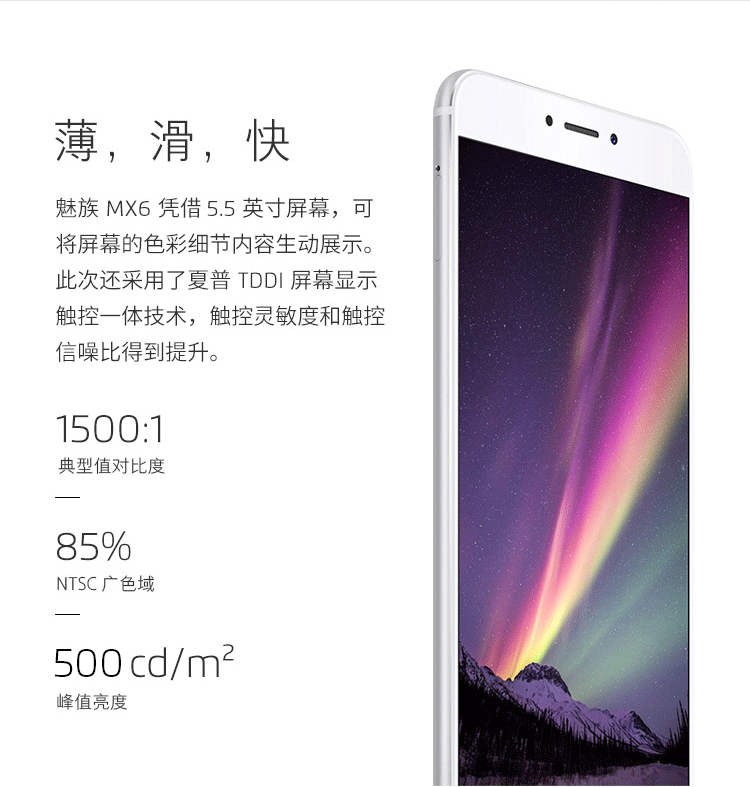 薄，滑，快
魅族 MX6 凭借 5.5 英寸屏幕，可
将屏幕的色彩细节内容生动展示。
此次还采用了夏普 TDDI 屏幕显示
触控一体技术，触控灵敏度和触控
信噪比得到提升。
1500:1
典型值对比度
85%
NTSC 广色域
500 cd/m²
峰值亮度